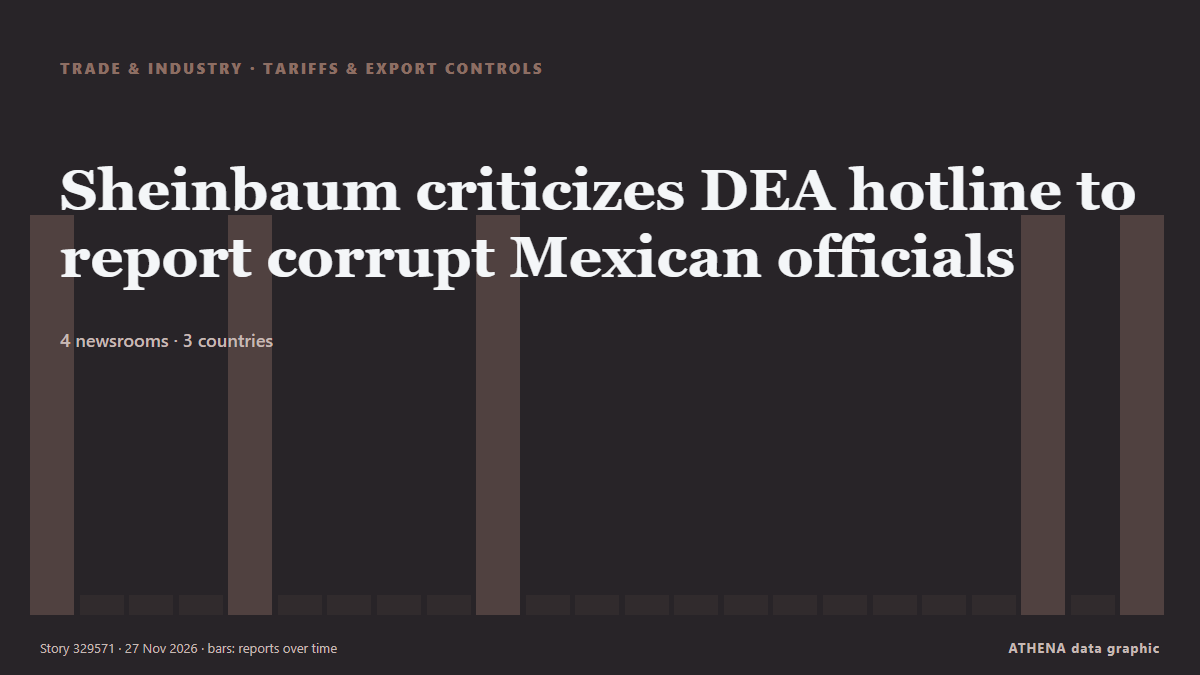 TRADE & INDUSTRY · TARIFFS & EXPORT CONTROLS
Sheinbaum criticizes DEA hotline to
report corrupt Mexican officials
4 newsrooms · 3 countries
Story 329571 · 27 Nov 2026 · bars: reports over time
ATHENA data graphic